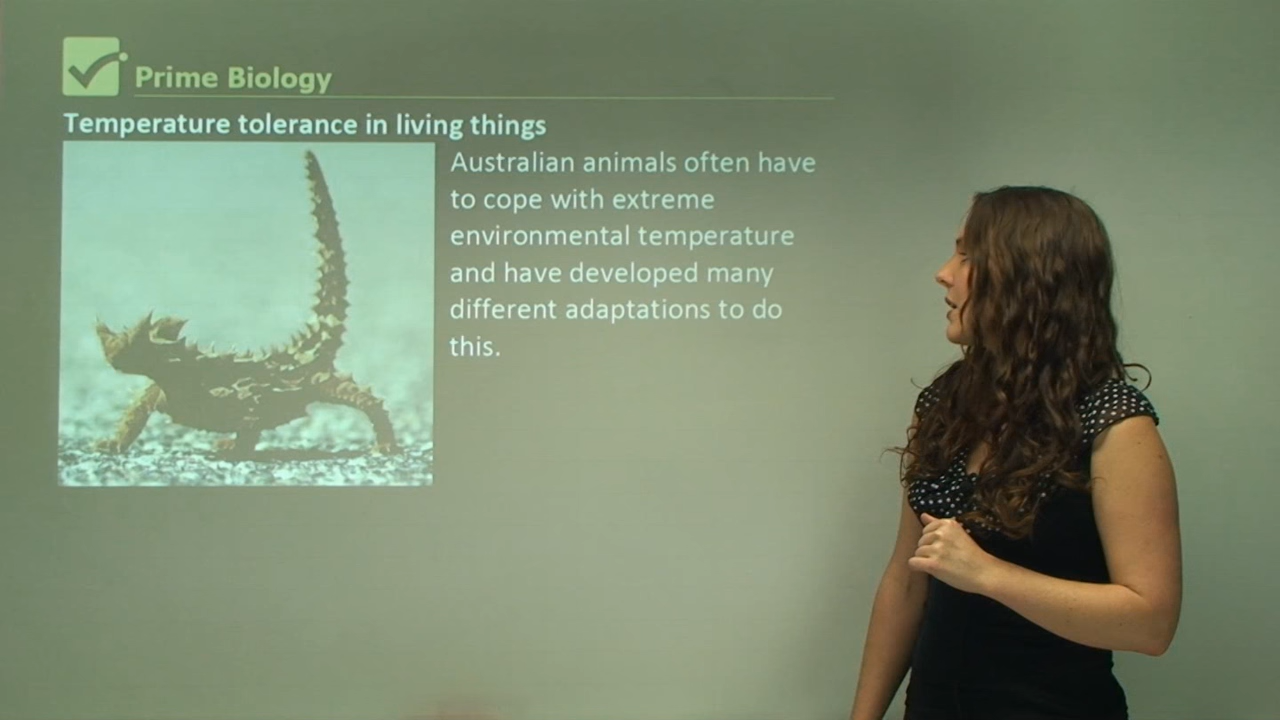 Prime Biology
Temperature tolerance in living things
Australian animals often have
to cope with extreme
environmental temperature
and have developed many
different adaptations to do
this.